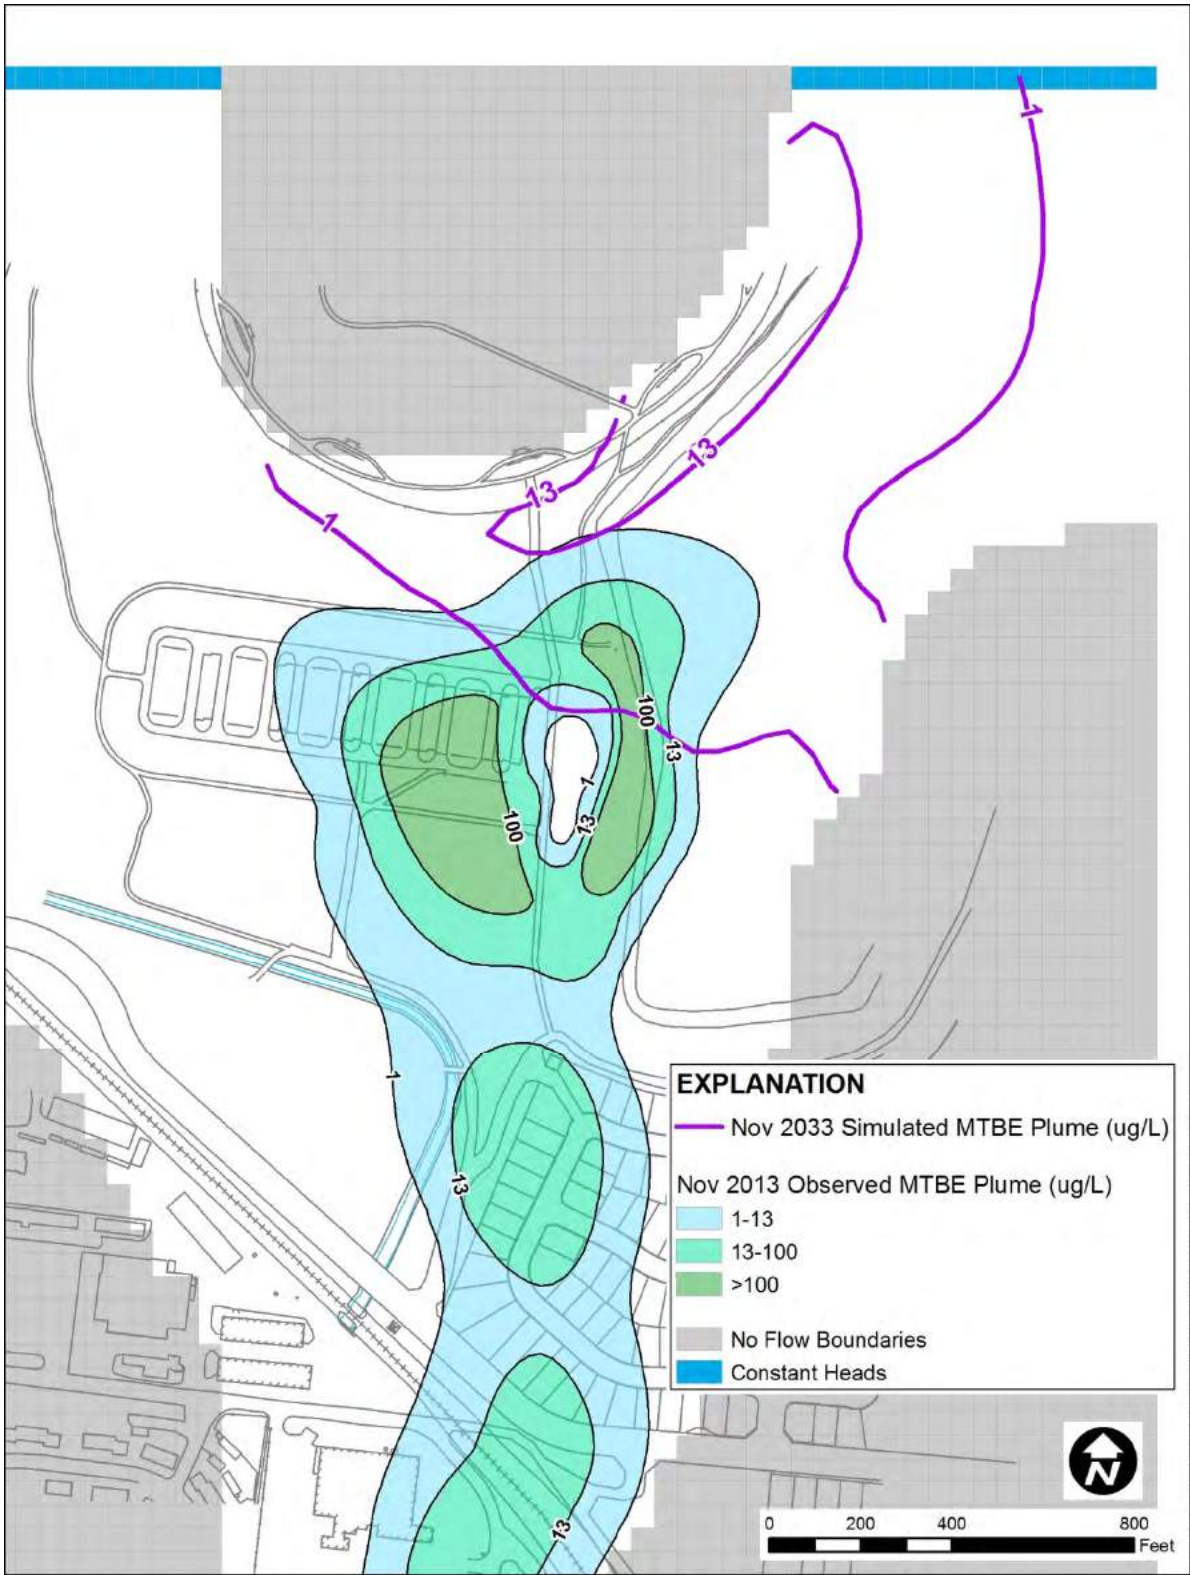 1
13
13
1
100
13
1
100
13
1
13
13
EXPLANATION
Nov 2033 Simulated MTBE Plume (ug/L)
Nov 2013 Observed MTBE Plume (ug/L)
1-13
13-100
>100
No Flow Boundaries
Constant Heads
N
0 200 400 800
Feet